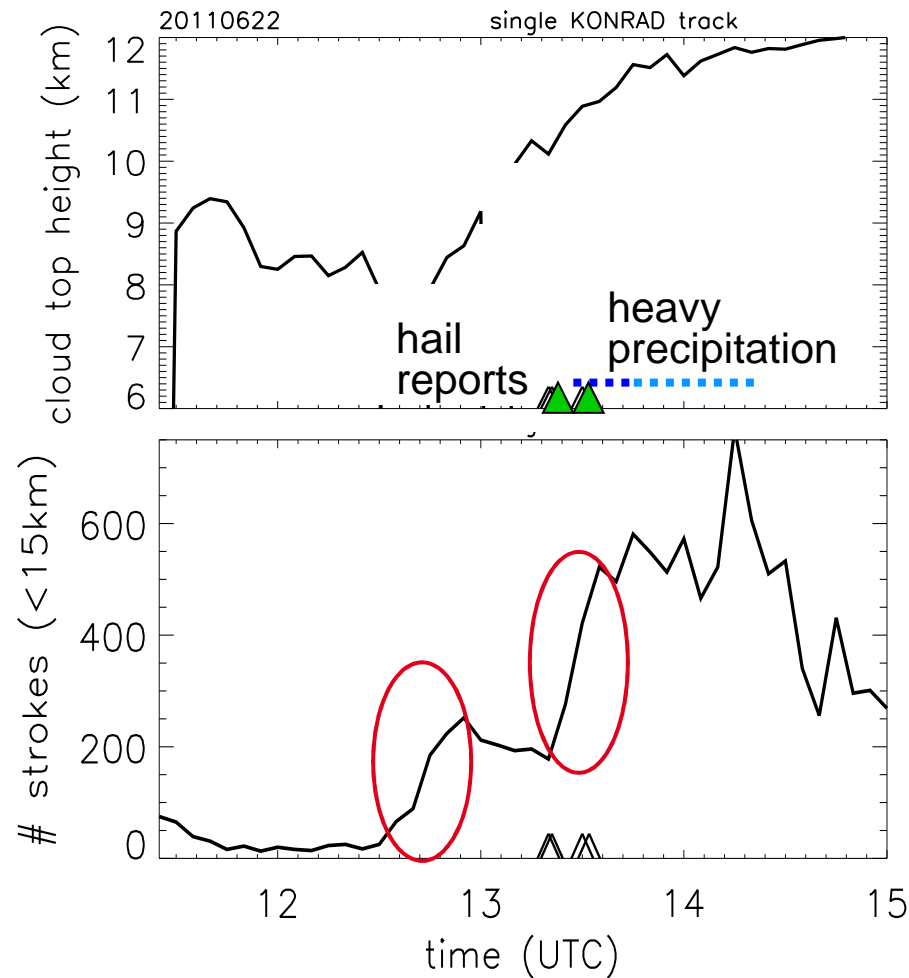 20110622 single KONRAD track
cloud top height (km)
12
11
10
9
8
7
6
hail
reports
heavy
precipitation
# strokes (<15km)
600
400
200
0
12 13 14 15
time (UTC)